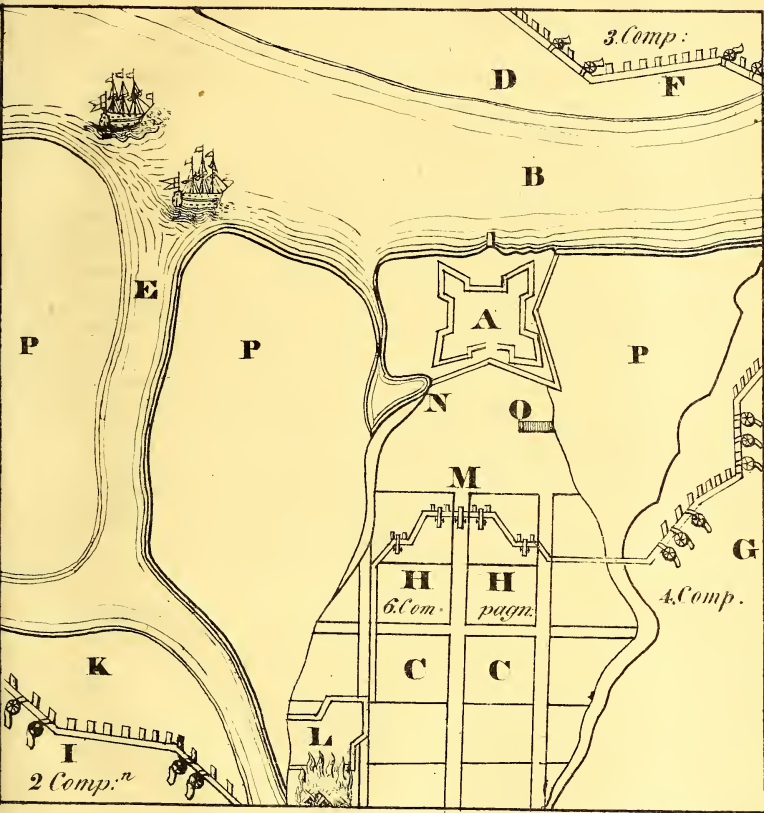 3. Comp:
D
F
B
E
A
P
P
P
N
O
M
G
H H
6. Com. pagn.
4. Comp.
K
C C
L
I
2 Comp:n